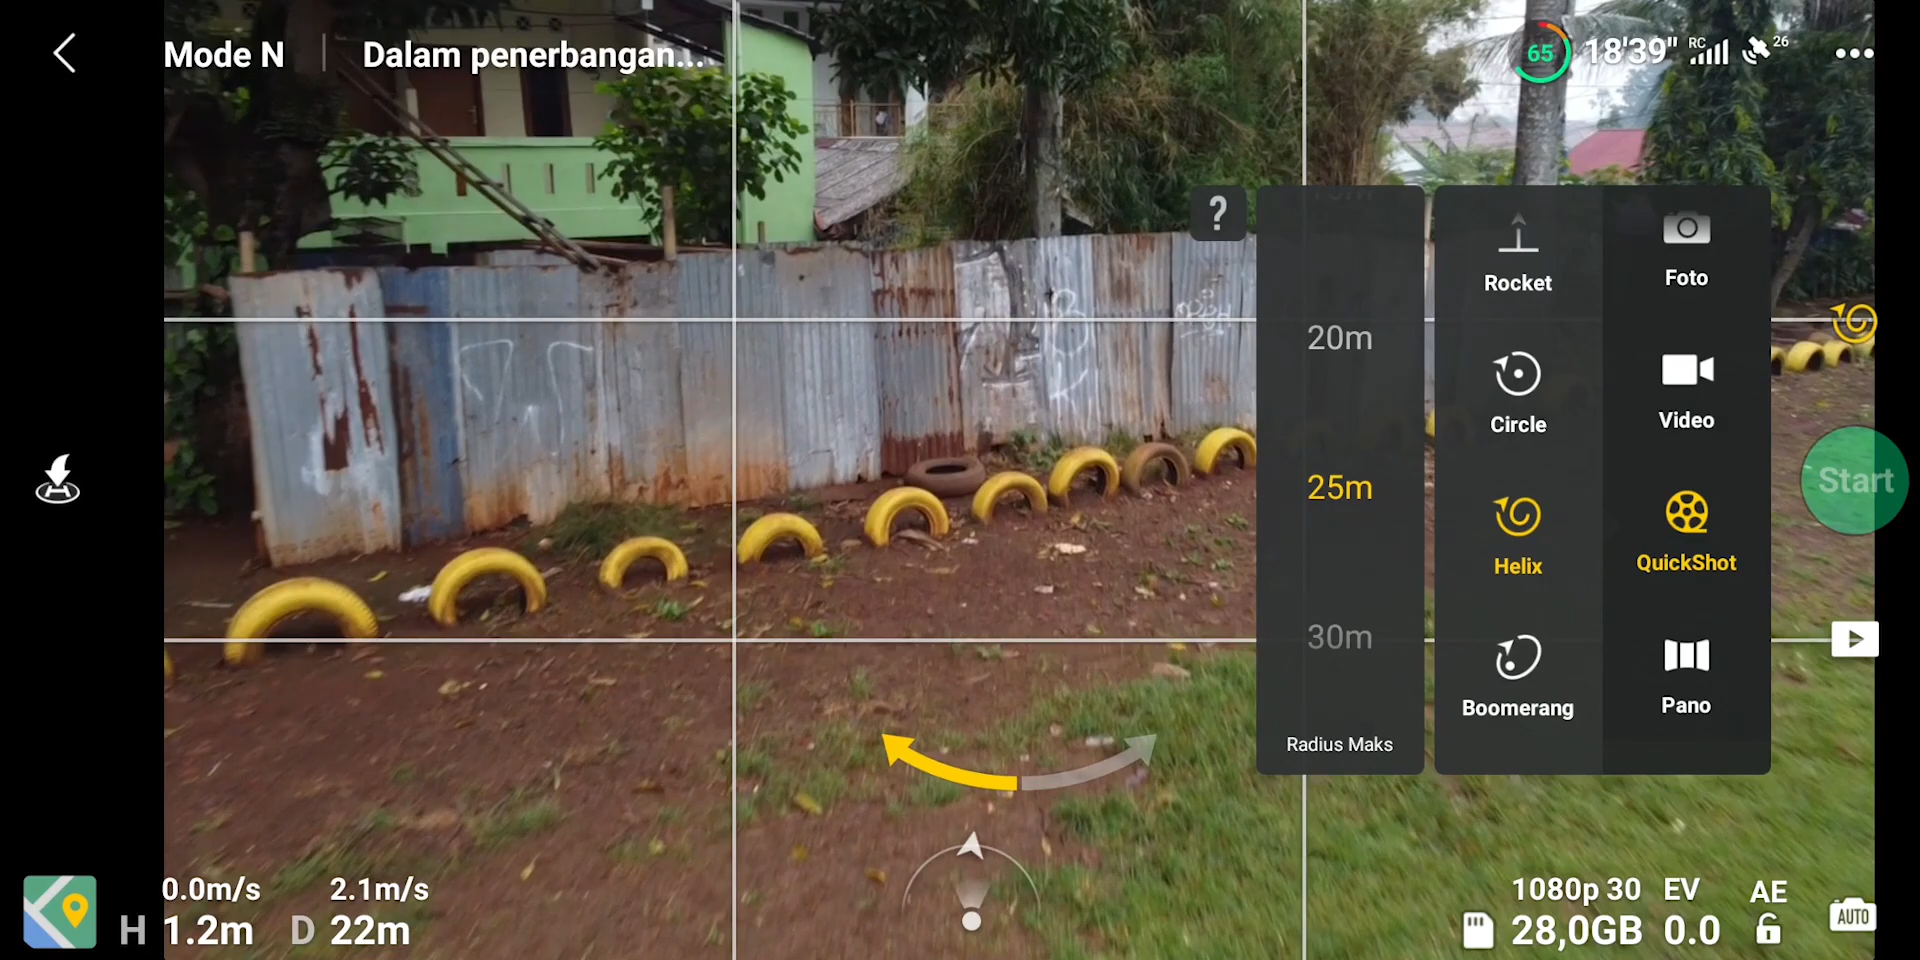 Mode N
Dalam penerbangan...
65
18'39"
RC
26
?
Rocket
Foto
20m
Circle
Video
25m
Helix
QuickShot
Start
30m
Boomerang
Pano
Radius Maks
0.0m/s
2.1m/s
H 1.2m
D 22m
1080p 30
EV
AE
28,0GB
0.0
AUTO